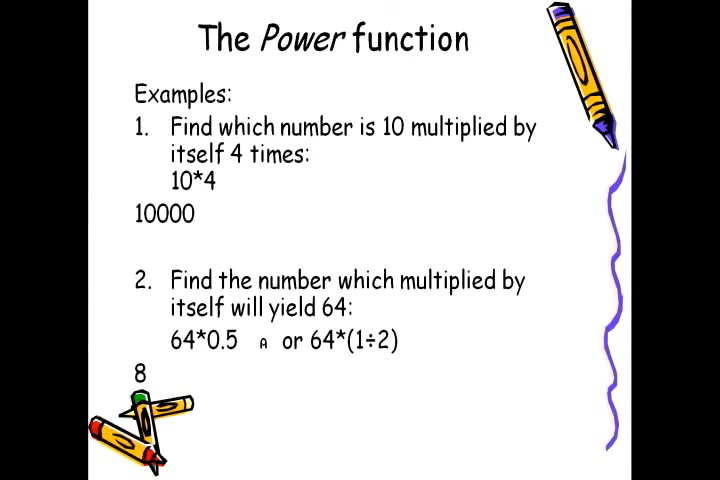 The Power function
Examples:
1. Find which number is 10 multiplied by
itself 4 times:
10*4
10000
2. Find the number which multiplied by
itself will yield 64:
64*0.5 ⍝ or 64*(1÷2)
8